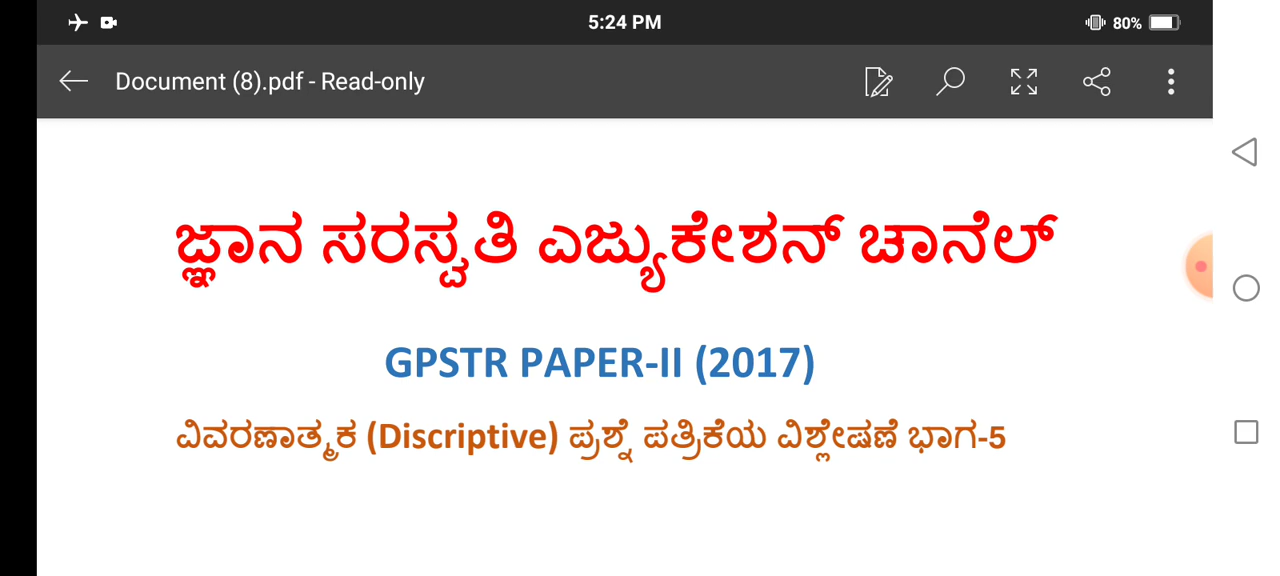 5:24 PM
80%
Document (8).pdf - Read-only
ಜ್ಞಾನ ಸರಸ್ವತಿ ಎಜ್ಯುಕೇಶನ್ ಚಾನೆಲ್
GPSTR PAPER-II (2017)
ವಿವರಣಾತ್ಮಕ (Discriptive) ಪ್ರಶ್ನೆ ಪತ್ರಿಕೆಯ ವಿಶ್ಲೇಷಣೆ ಭಾಗ-5